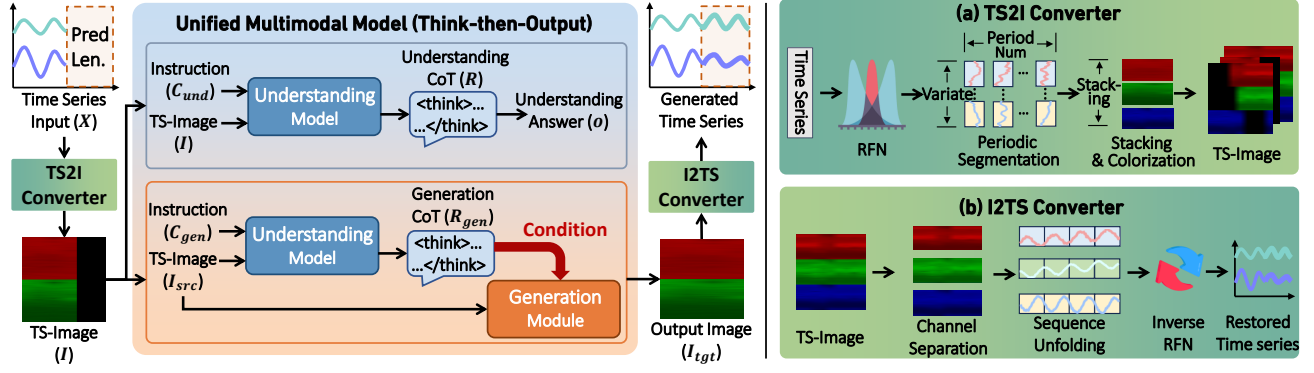 Pred
Len.
Time Series
Input (X)
TS2I
Converter
TS-Image
(I)
Unified Multimodal Model (Think-then-Output)
Instruction
(C_und)
TS-Image
(I)
Understanding
Model
Understanding
CoT (R)
<think>...
...</think>
Understanding
Answer (o)
Instruction
(C_gen)
TS-Image
(I_src)
Understanding
Model
Generation
CoT (R_gen)
<think>...
...</think>
Condition
Generation
Module
Generated
Time Series
I2TS
Converter
Output Image
(I_tgt)
(a) TS2I Converter
Time Series
RFN
Period
Num
Variate
...
...
Periodic
Segmentation
Stack-
ing
Stacking
& Colorization
TS-Image
(b) I2TS Converter
TS-Image
Channel
Separation
Sequence
Unfolding
Inverse
RFN
Restored
Time series